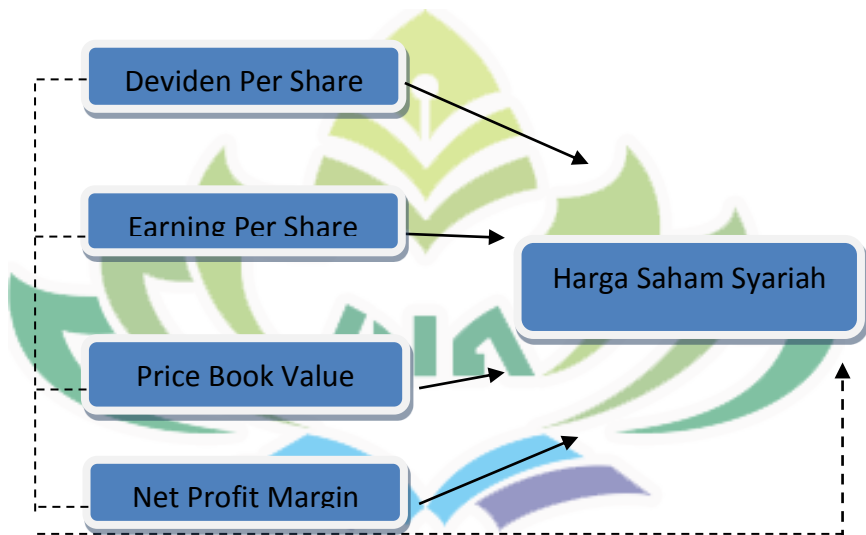 Deviden Per Share
Earning Per Share
Harga Saham Syariah
Price Book Value
Net Profit Margin